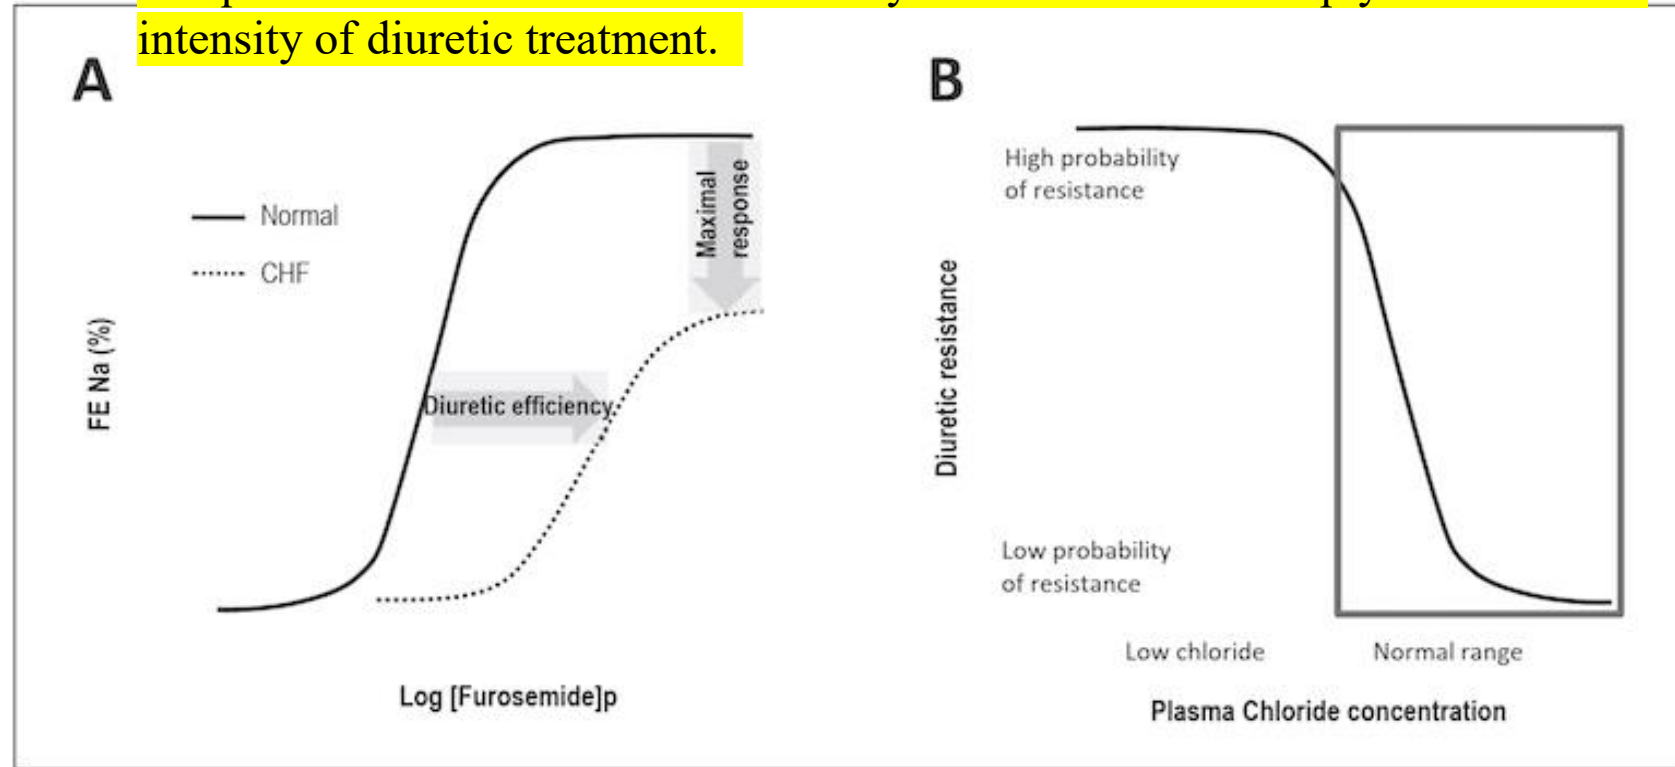 intensity of diuretic treatment.
A
Normal
CHF
Maximal
response
Diuretic efficiency
FE Na (%)
Log [Furosemide]p
B
High probability
of resistance
Diuretic resistance
Low probability
of resistance
Low chloride
Normal range
Plasma Chloride concentration